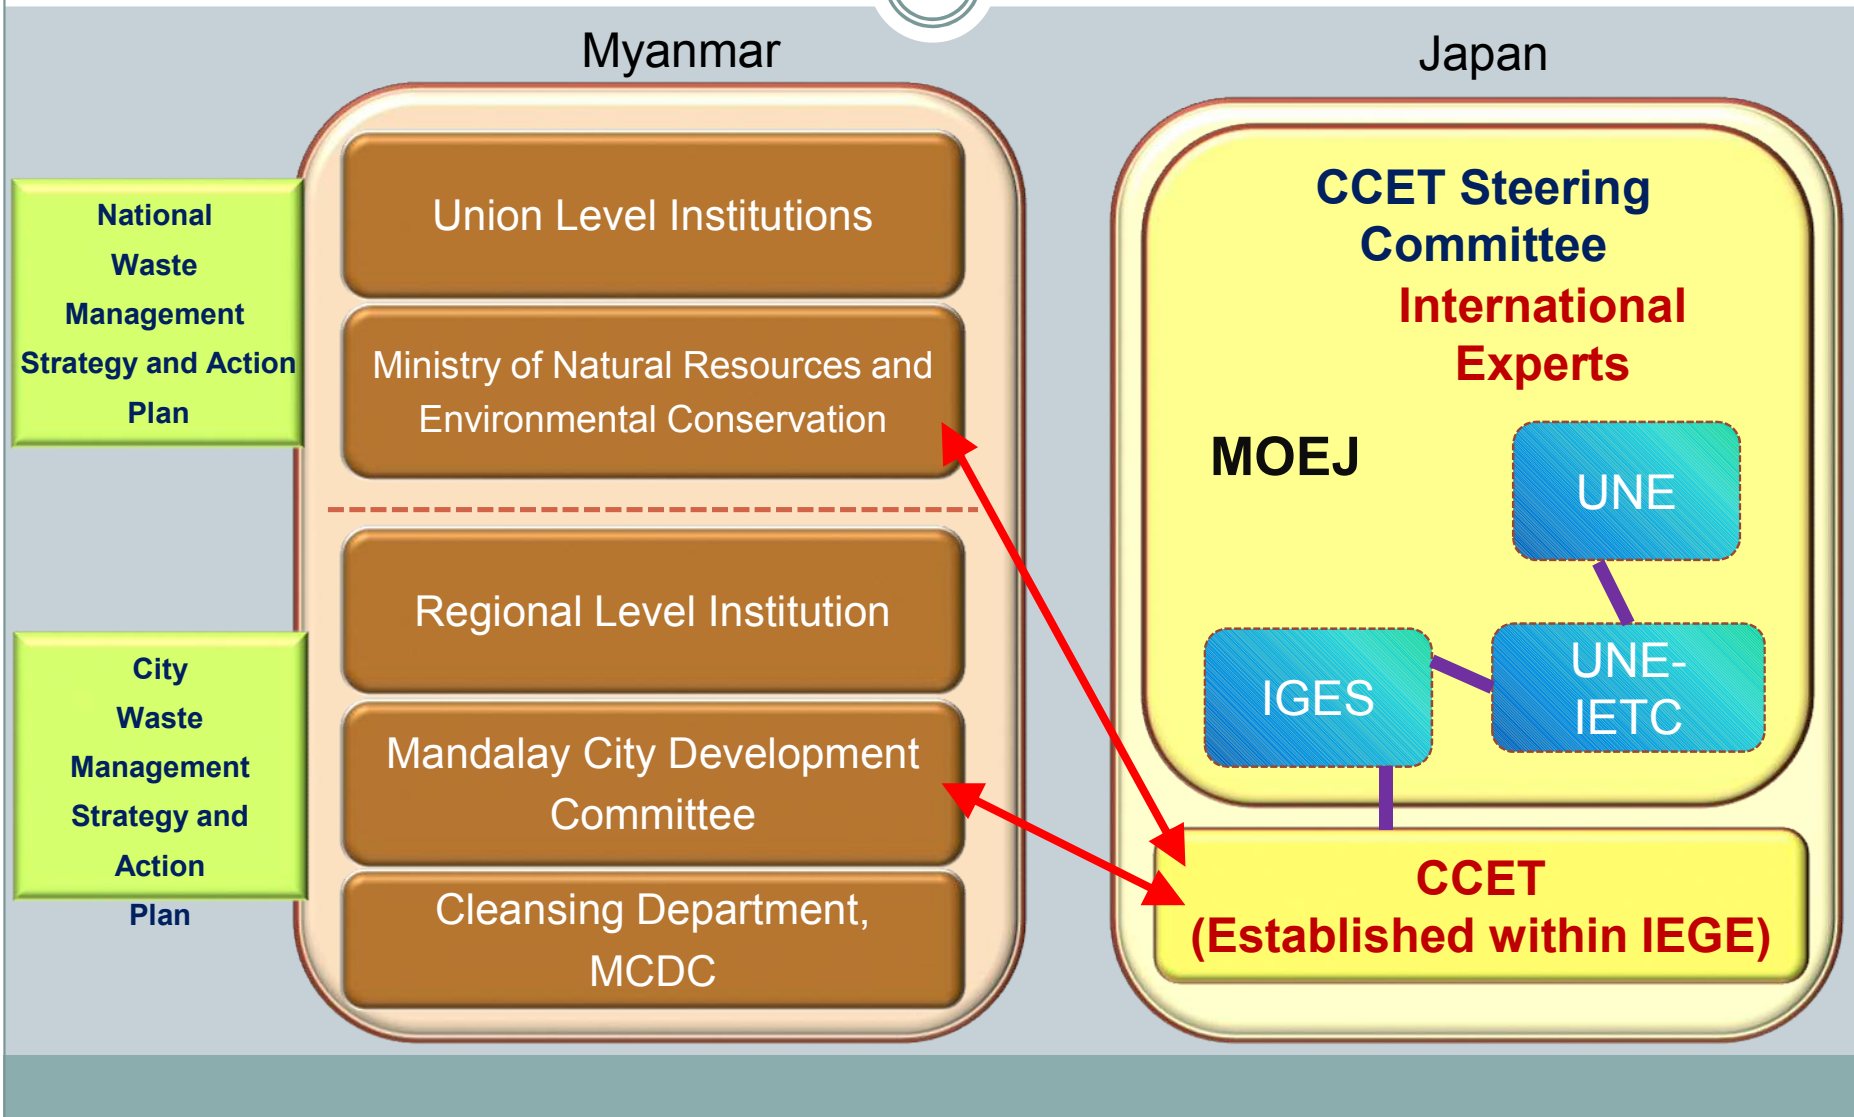 Myanmar
Japan
National
Waste
Management
Strategy and Action
Plan
City
Waste
Management
Strategy and
Action
Plan
Union Level Institutions
Ministry of Natural Resources and
Environmental Conservation
Regional Level Institution
Mandalay City Development
Committee
Cleansing Department,
MCDC
CCET Steering
Committee
International
Experts
MOEJ
UNE
IGES
UNE-
IETC
CCET
(Established within IEGE)